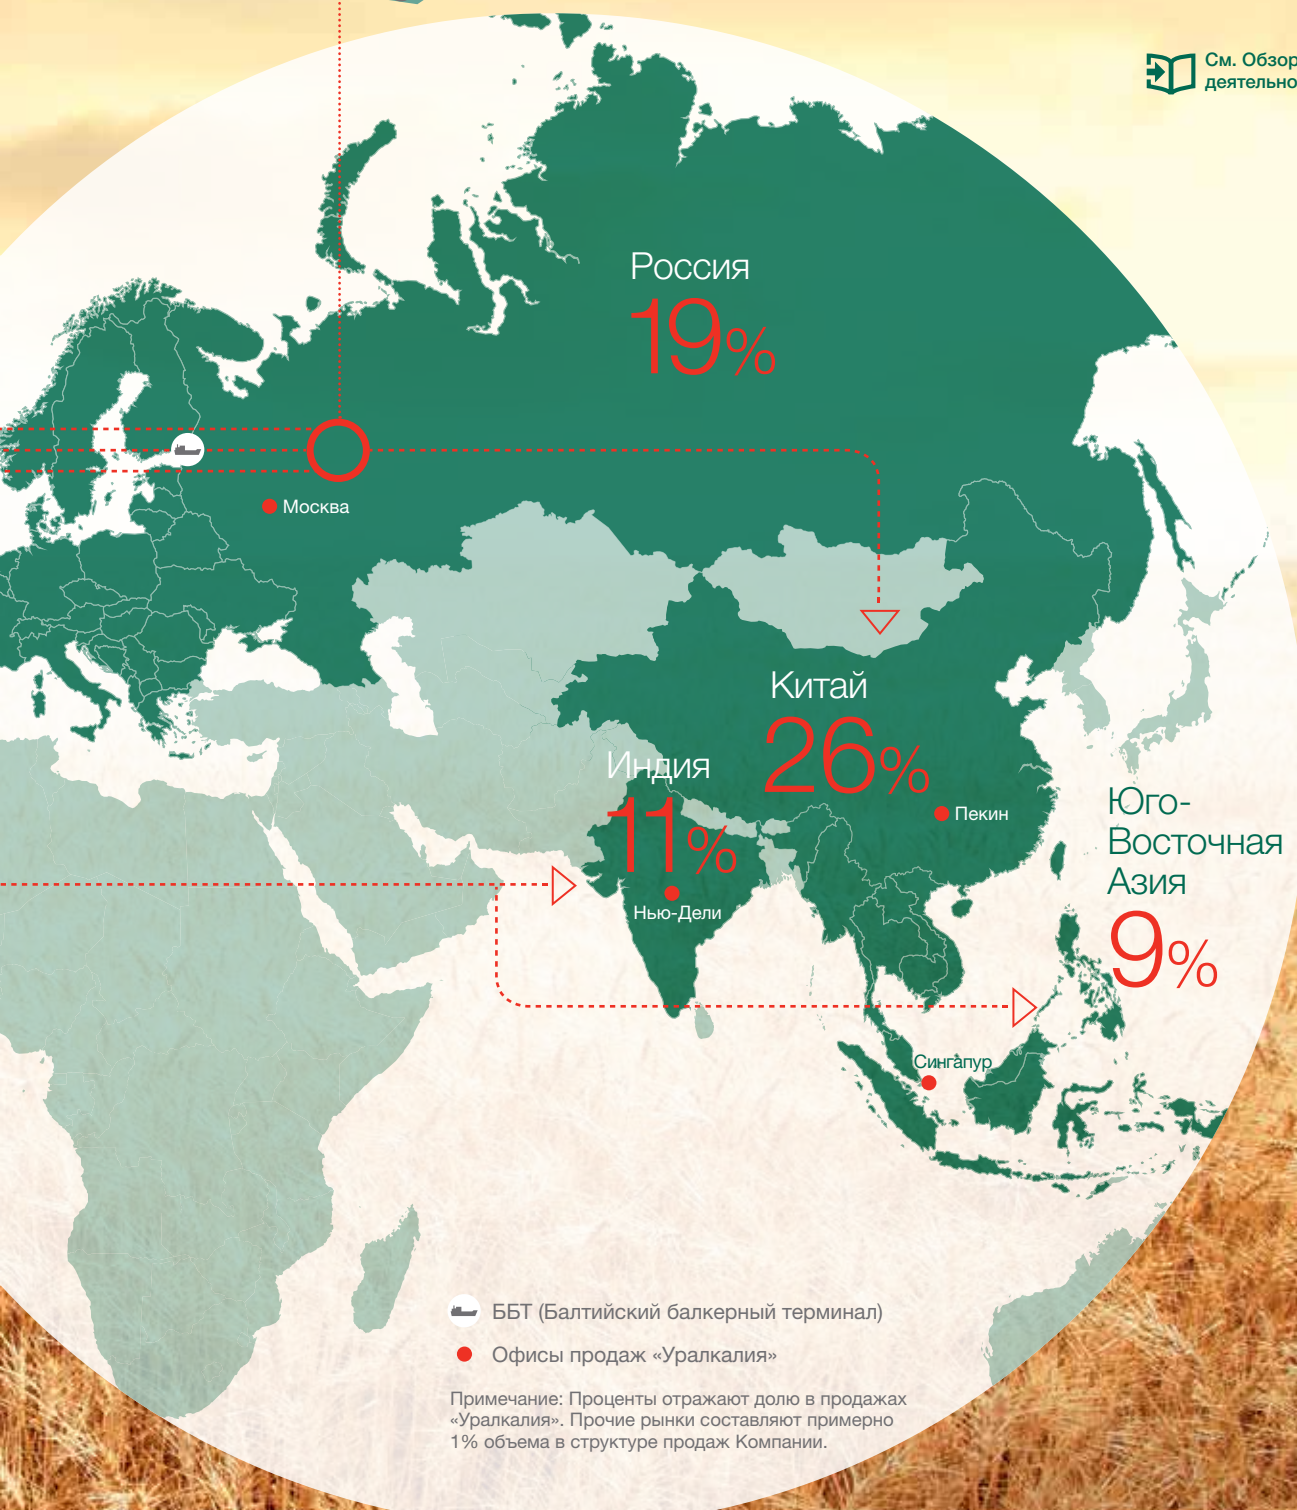 См. Обзор
деятельно
Россия
19%
Москва
Китай
26%
Индия
11%
Пекин
Юго-
Восточная
Азия
9%
Нью-Дели
Сингапур
ББТ (Балтийский балкерный терминал)
Офисы продаж «Уралкалия»
Примечание: Проценты отражают долю в продажах
«Уралкалия». Прочие рынки составляют примерно
1% объема в структуре продаж Компании.